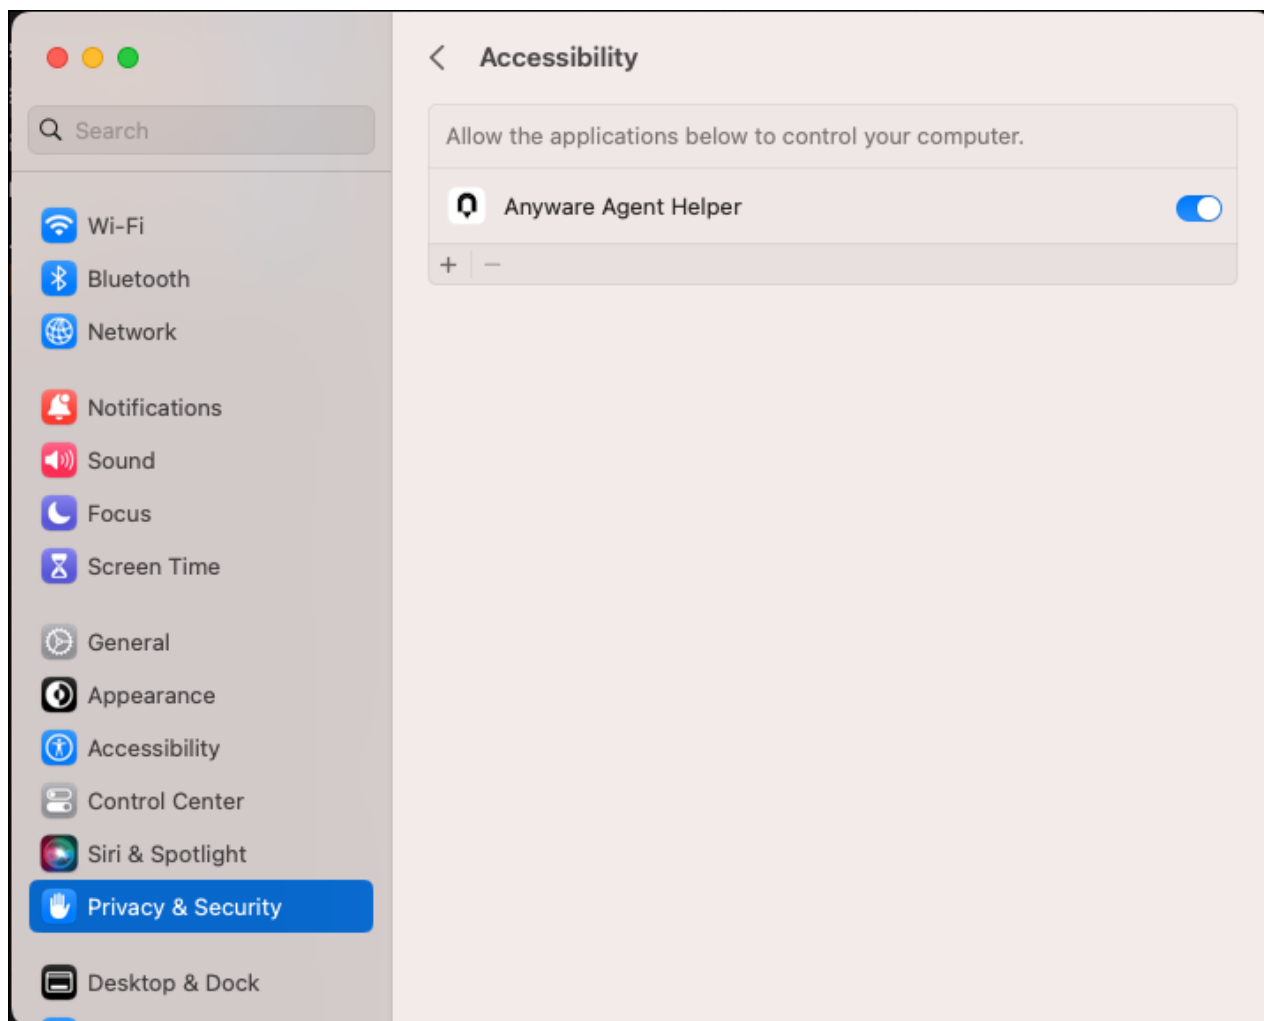 Search
Wi-Fi
Bluetooth
Network
Notifications
Sound
Focus
Screen Time
General
Appearance
Accessibility
Control Center
Siri & Spotlight
Privacy & Security
Desktop & Dock
Accessibility
Allow the applications below to control your computer.
Anyware Agent Helper